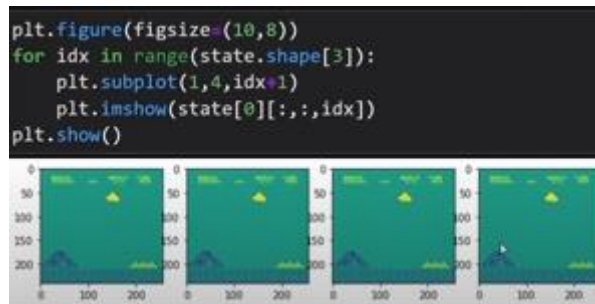 plt.figure(figsize=(10,8))
for idx in range(state.shape[3]):
    plt.subplot(1,4,idx+1)
    plt.imshow(state[0][:,:,idx])
plt.show()
0 0 0 0
50 50 50 50
100 100 100 100
150 150 150 150
200 200 200 200
0 100 200 0 100 200 0 100 200 0 100 200